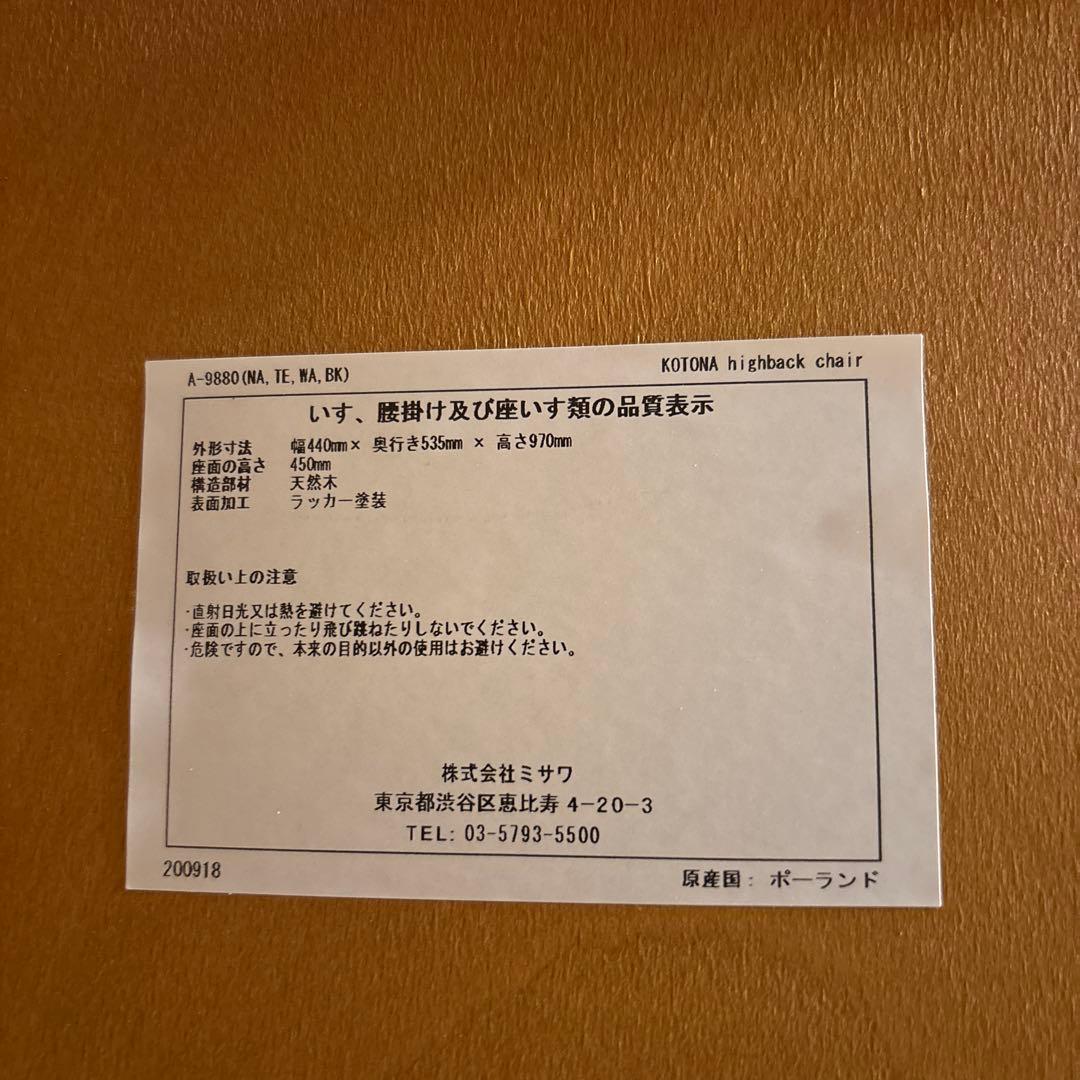 A-9880(NA,TE,WA,BK) KOTONA highback chair
いす、腰掛け及び座いす類の品質表示
外形寸法 幅440mm× 奥行き535mm × 高さ970mm
座面の高さ 450mm
構造部材 天然木
表面加工 ラッカー塗装
取扱い上の注意
・直射日光又は熱を避けてください。
・座面の上に立ったり飛び跳ねたりしないでください。
・危険ですので、本来の目的以外の使用はお避けください。
株式会社ミサワ
東京都渋谷区恵比寿 4-20-3
TEL: 03-5793-5500
200918 原産国: ポーランド